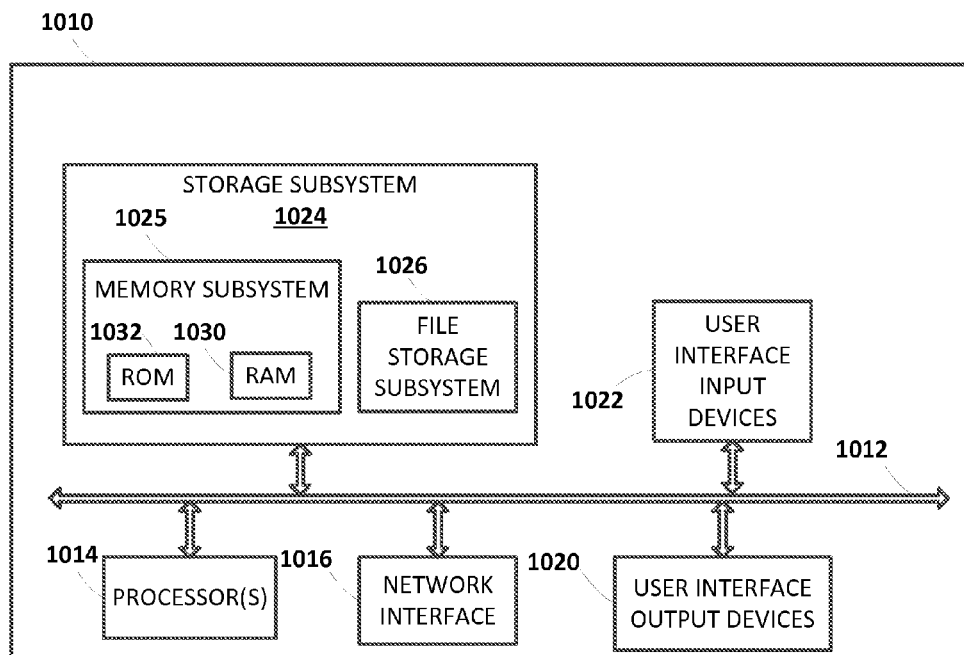 1010
STORAGE SUBSYSTEM
1024
1025
MEMORY SUBSYSTEM
1032
1030
ROM
RAM
1026
FILE
STORAGE
SUBSYSTEM
USER
INTERFACE
INPUT
DEVICES
1022
1012
1014
PROCESSOR(S)
1016
NETWORK
INTERFACE
1020
USER INTERFACE
OUTPUT DEVICES